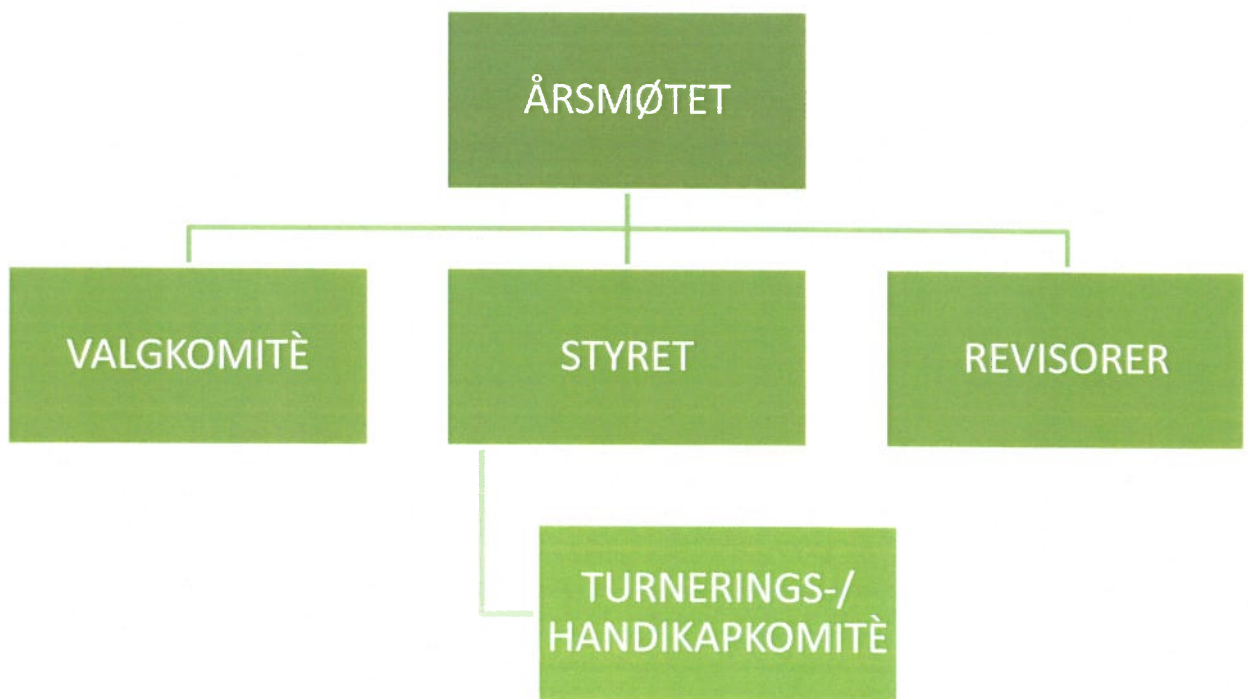 ÅRSMØTET
VALGKOMITÈ
STYRET
REVISORER
TURNERINGS-/
HANDIKAPKOMITÈ